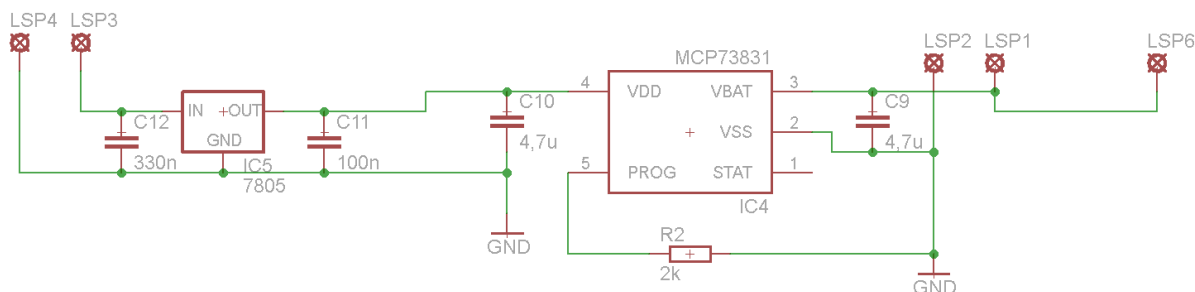 LSP4
LSP3
MCP73831
LSP2
LSP1
LSP6
4
VDD
VBAT
3
C10
4,7u
C9
4,7u
IN
+OUT
GND
C12
330n
C11
100n
IC5
7805
VSS
2
5
PROG
STAT
1
IC4
GND
R2
2k
GND